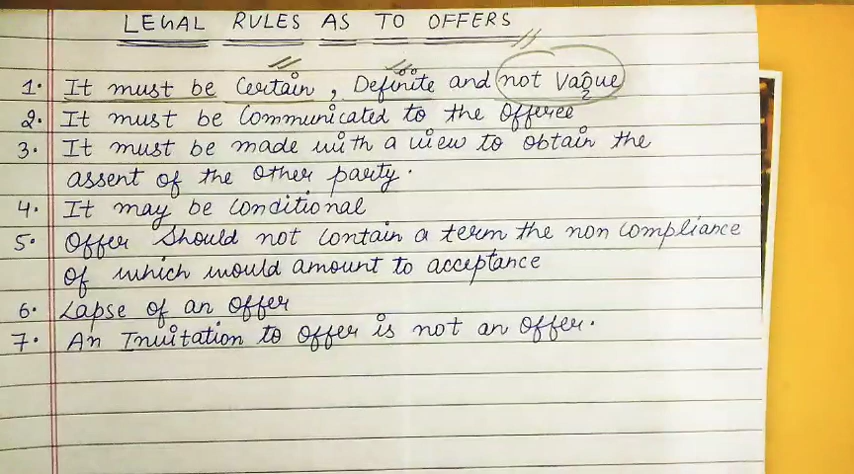 LEGAL RULES AS TO OFFERS
1. It must be Certain, Definite and not Vague
2. It must be Communicated to the Offeree
3. It must be made with a view to obtain the
assent of the Other party.
4. It may be Conditional
5. Offer Should not Contain a term the non Compliance
of which would amount to acceptance
6. Lapse of an Offer
7. An Invitation to Offer is not an Offer.